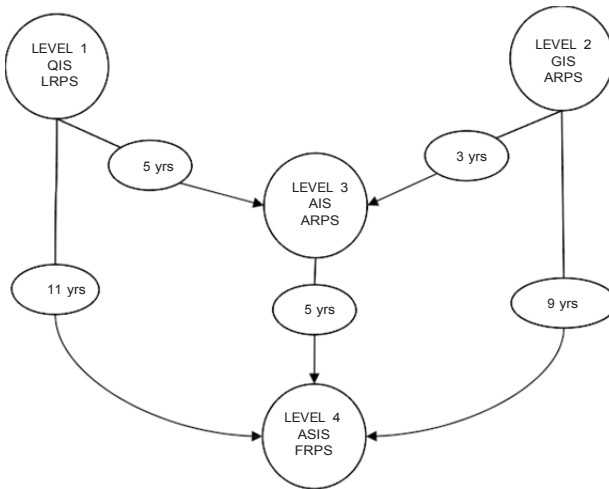 LEVEL 1
QIS
LRPS
LEVEL 2
GIS
ARPS
5 yrs
3 yrs
LEVEL 3
AIS
ARPS
11 yrs
5 yrs
9 yrs
LEVEL 4
ASIS
FRPS